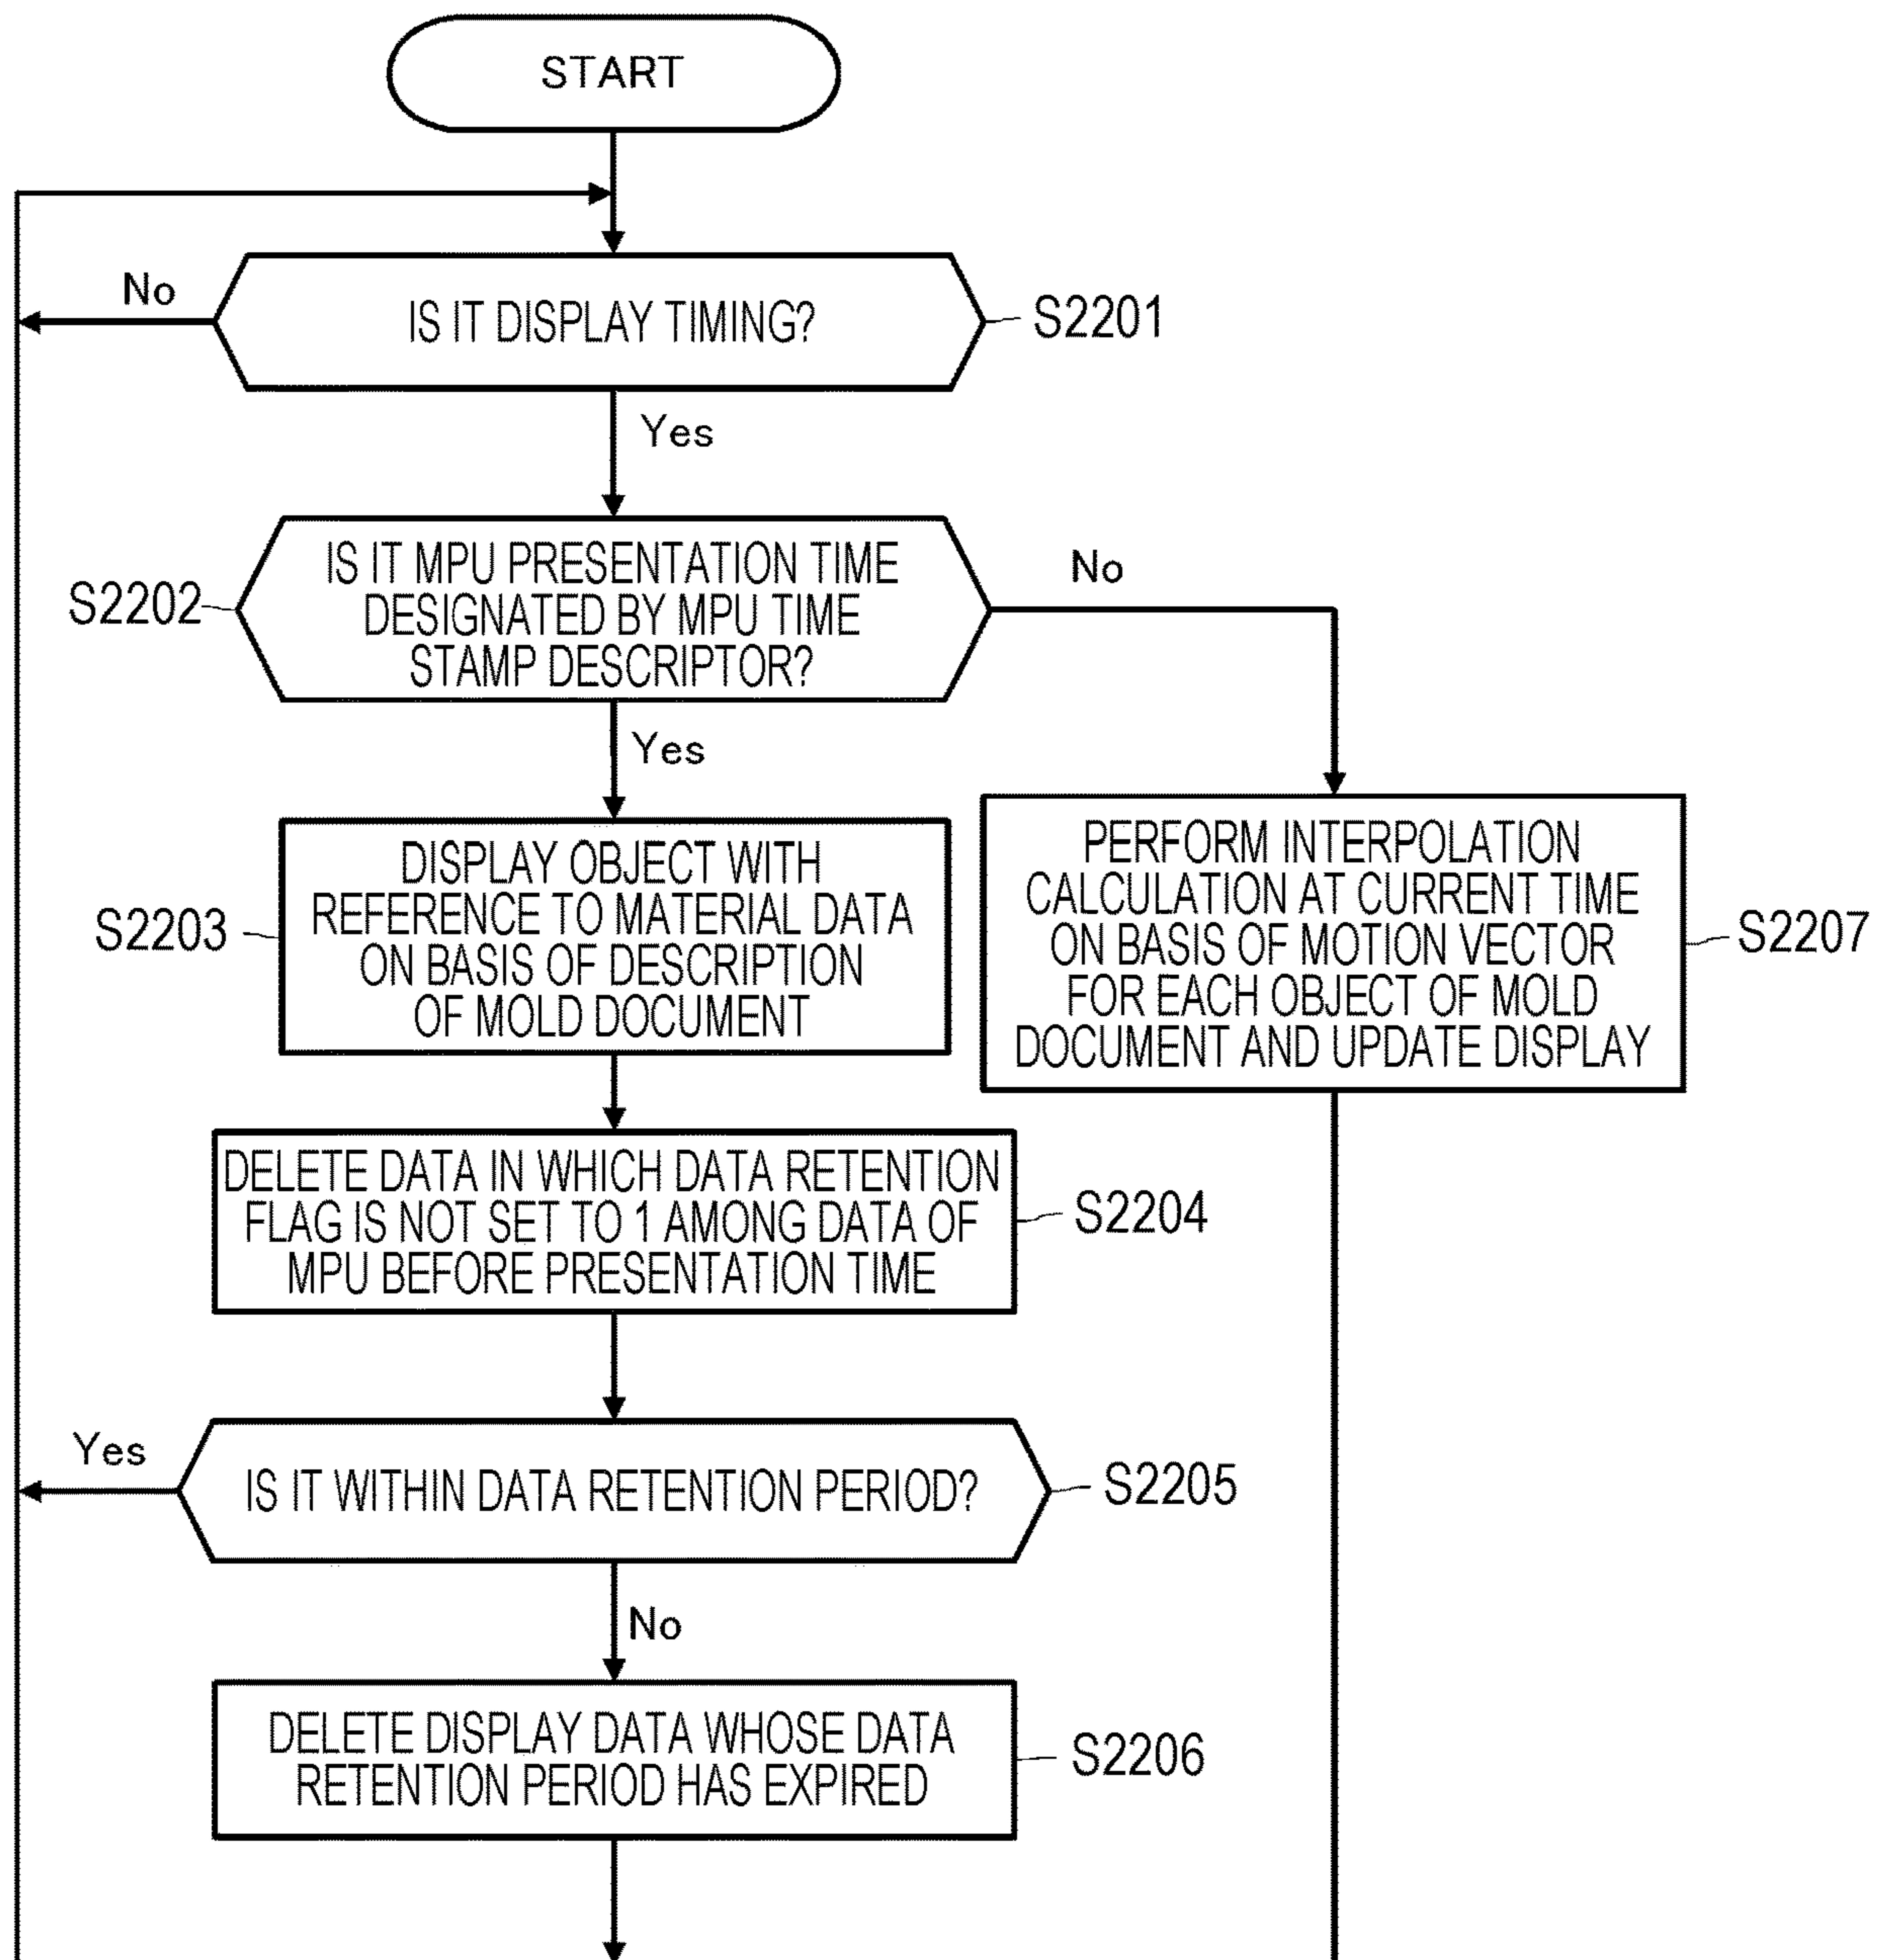 START
No
IS IT DISPLAY TIMING?
S2201
Yes
S2202
IS IT MPU PRESENTATION TIME
DESIGNATED BY MPU TIME
STAMP DESCRIPTOR?
No
Yes
S2203
DISPLAY OBJECT WITH
REFERENCE TO MATERIAL DATA
ON BASIS OF DESCRIPTION
OF MOLD DOCUMENT
PERFORM INTERPOLATION
CALCULATION AT CURRENT TIME
ON BASIS OF MOTION VECTOR
FOR EACH OBJECT OF MOLD
DOCUMENT AND UPDATE DISPLAY
S2207
DELETE DATA IN WHICH DATA RETENTION
FLAG IS NOT SET TO 1 AMONG DATA OF
MPU BEFORE PRESENTATION TIME
S2204
Yes
IS IT WITHIN DATA RETENTION PERIOD?
S2205
No
DELETE DISPLAY DATA WHOSE DATA
RETENTION PERIOD HAS EXPIRED
S2206